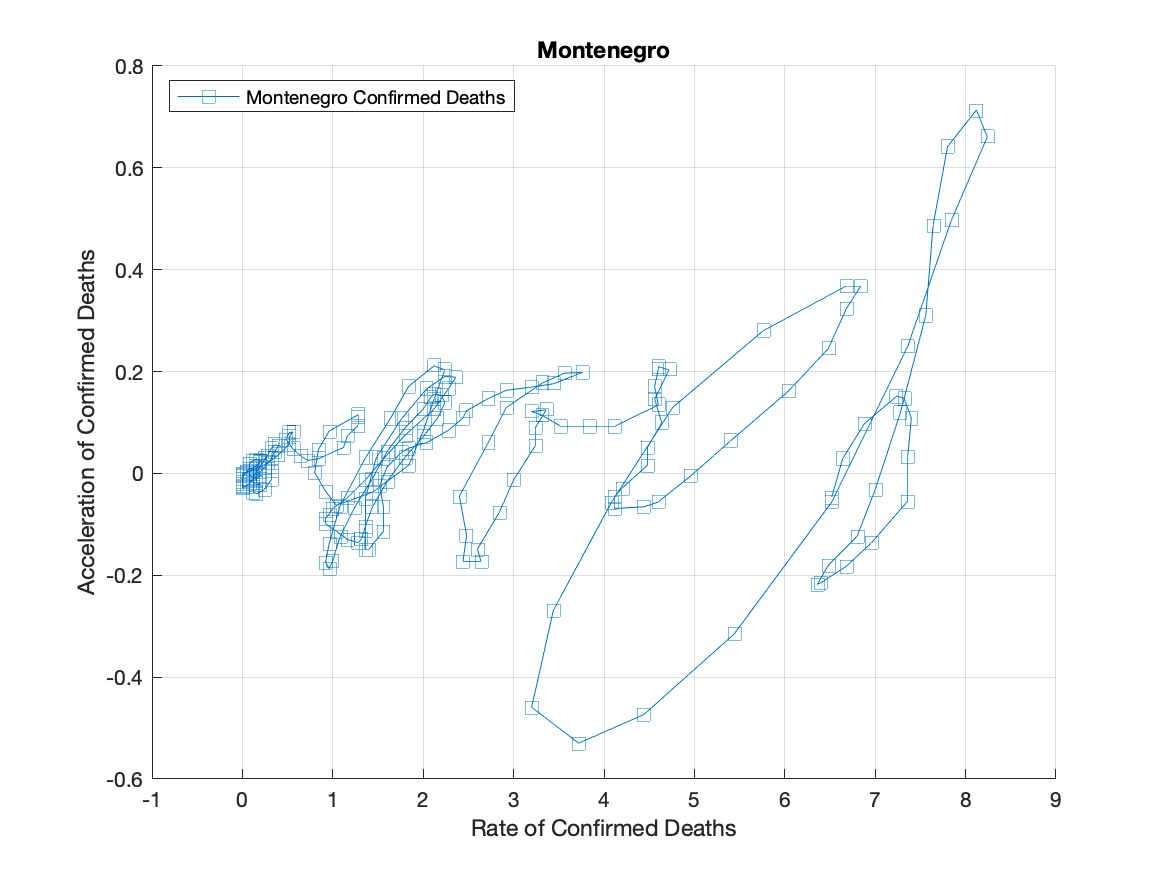 Montenegro
Montenegro Confirmed Deaths
0.8
0.6
0.4
0.2
0
-0.2
-0.4
-0.6
Acceleration of Confirmed Deaths
-1 0 1 2 3 4 5 6 7 8 9
Rate of Confirmed Deaths